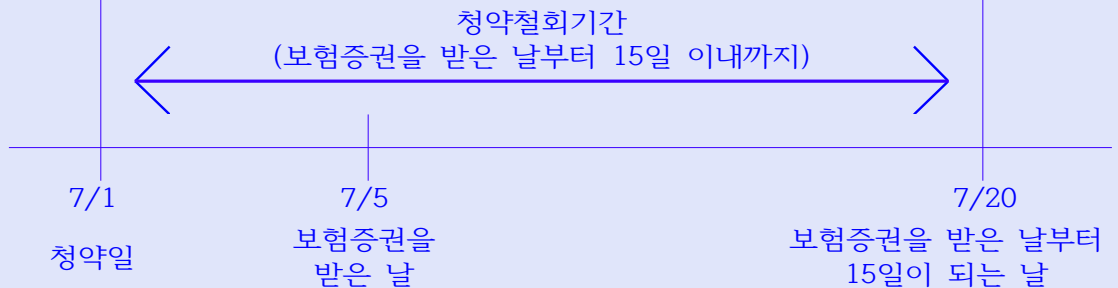 청약철회기간
(보험증권을 받은 날부터 15일 이내까지)
7/1
7/5
7/20
청약일
보험증권을
받은 날
보험증권을 받은 날부터
15일이 되는 날